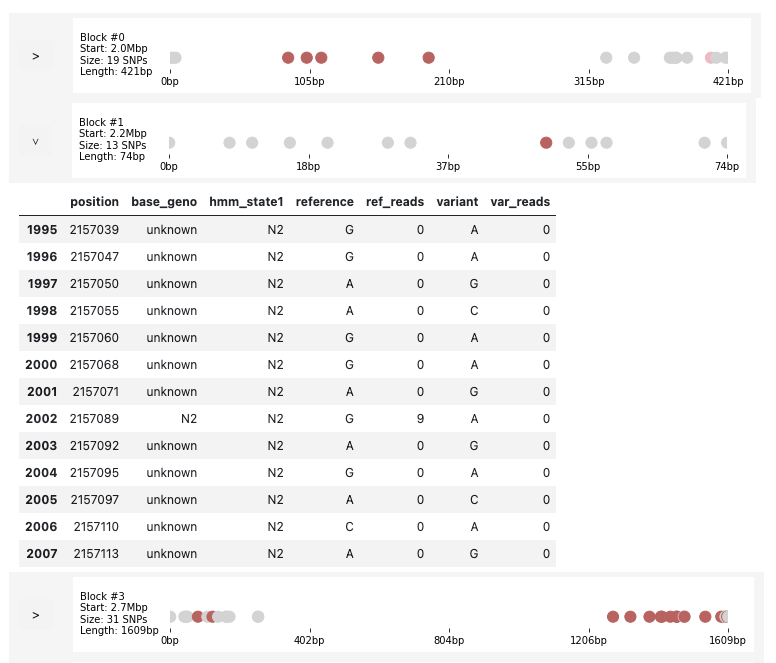 Block #0
Start: 2.0Mbp
Size: 19 SNPs
Length: 421bp
>
0bp 105bp 210bp 315bp 421bp
Block #1
Start: 2.2Mbp
Size: 13 SNPs
Length: 74bp
v
0bp 18bp 37bp 55bp 74bp
position base_geno hmm_state1 reference ref_reads variant var_reads
1995 2157039 unknown N2 G 0 A 0
1996 2157047 unknown N2 G 0 A 0
1997 2157050 unknown N2 A 0 G 0
1998 2157055 unknown N2 A 0 C 0
1999 2157060 unknown N2 G 0 A 0
2000 2157068 unknown N2 G 0 A 0
2001 2157071 unknown N2 A 0 G 0
2002 2157089 N2 N2 G 9 A 0
2003 2157092 unknown N2 A 0 G 0
2004 2157095 unknown N2 G 0 A 0
2005 2157097 unknown N2 A 0 C 0
2006 2157110 unknown N2 C 0 A 0
2007 2157113 unknown N2 A 0 G 0
Block #3
Start: 2.7Mbp
Size: 31 SNPs
Length: 1609bp
>
0bp 402bp 804bp 1206bp 1609bp